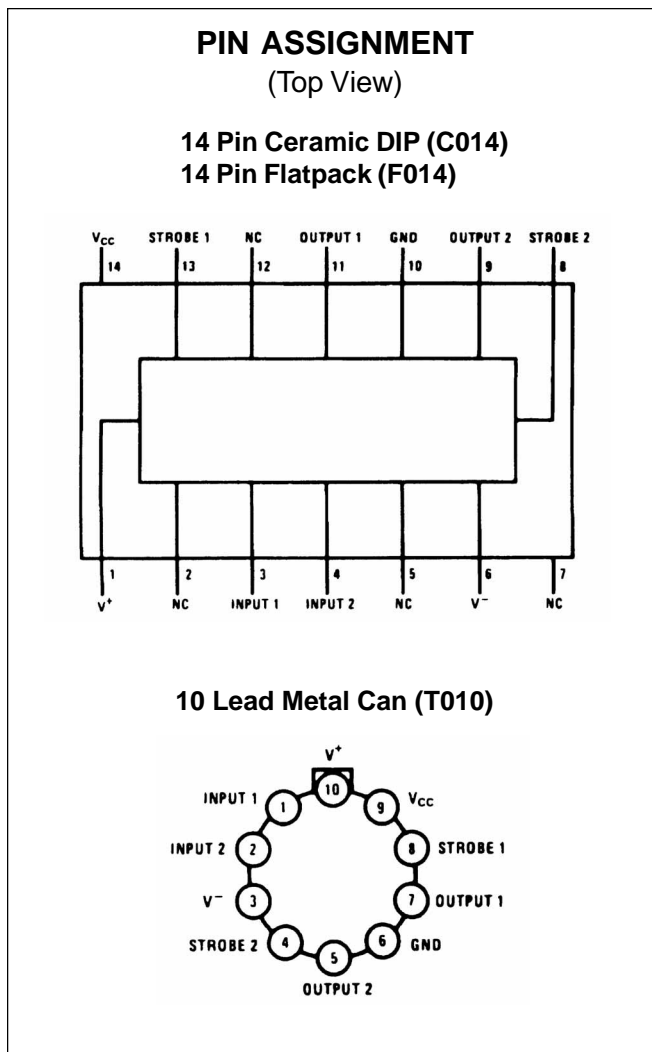 PIN ASSIGNMENT
(Top View)
14 Pin Ceramic DIP (C014)
14 Pin Flatpack (F014)
VCC STROBE 1 NC OUTPUT 1 GND OUTPUT 2 STROBE 2
14 13 12 11 10 9 8
1 2 3 4 5 6 7
V+ NC INPUT 1 INPUT 2 NC V− NC
10 Lead Metal Can (T010)
V+
10
INPUT 1 1 9 VCC
INPUT 2 2 8 STROBE 1
V− 3 7 OUTPUT 1
STROBE 2 4 6 GND
5
OUTPUT 2